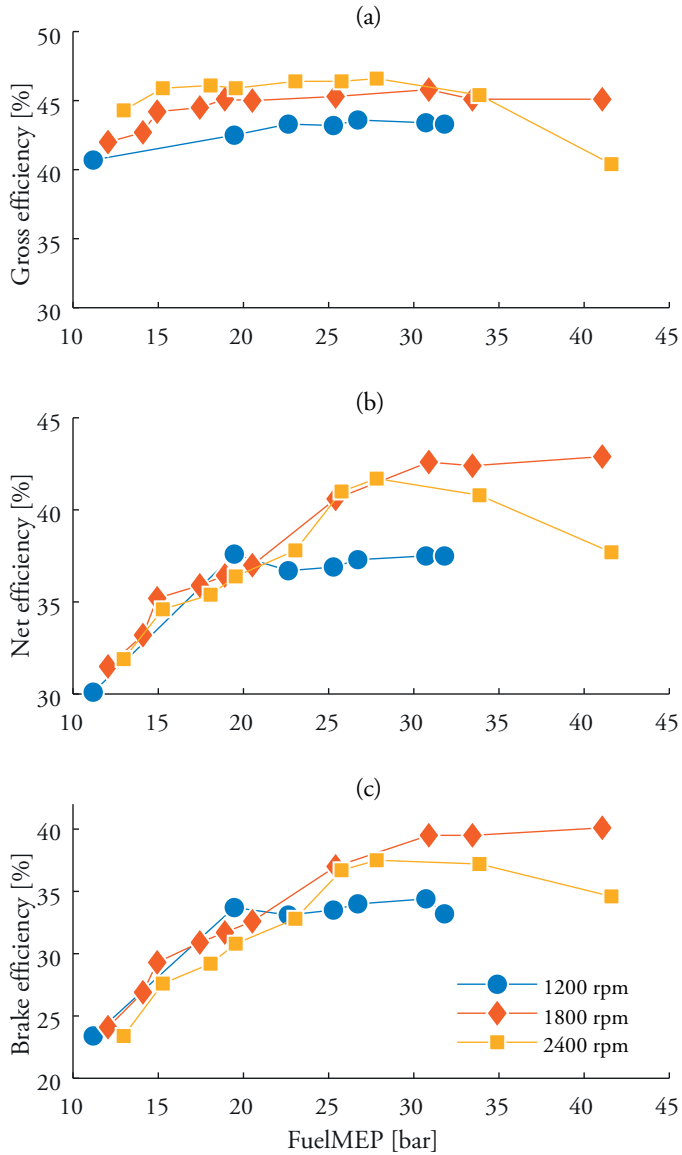 (a)
50
45
40
35
30
Gross efficiency [%]
10 15 20 25 30 35 40 45
(b)
45
40
35
30
Net efficiency [%]
10 15 20 25 30 35 40 45
(c)
40
35
30
25
20
Brake efficiency [%]
1200 rpm
1800 rpm
2400 rpm
10 15 20 25 30 35 40 45
FuelMEP [bar]